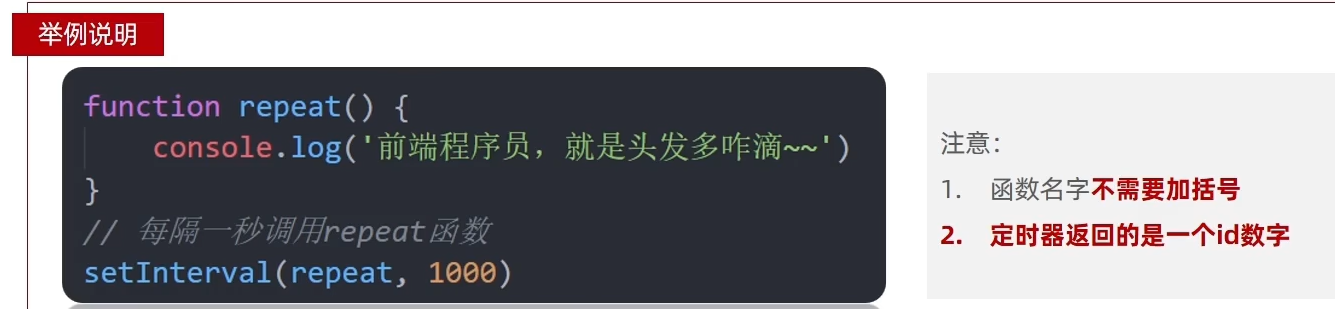 举例说明
function repeat() {
    console.log('前端程序员，就是头发多咋滴~~')
}
// 每隔一秒调用repeat函数
setInterval(repeat, 1000)
注意：
1. 函数名字不需要加括号
2. 定时器返回的是一个id数字